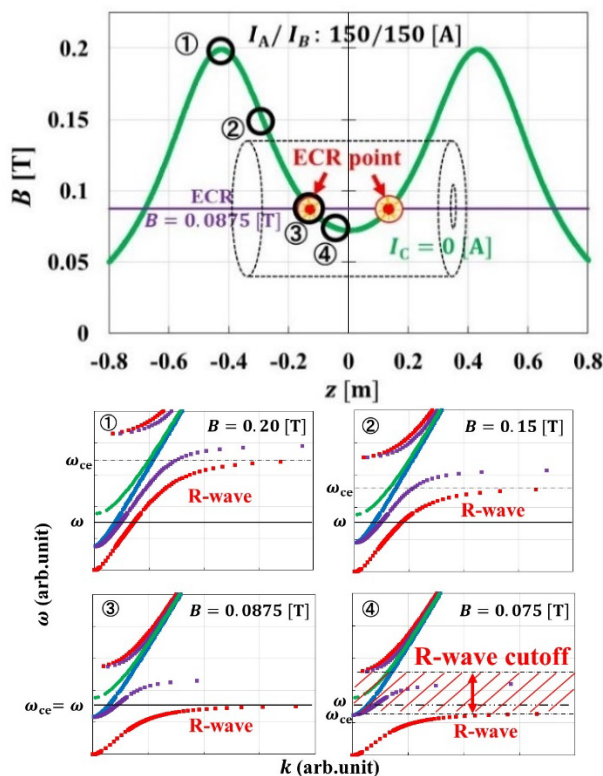 I_A/I_B: 150/150 [A]
①
②
③
④
ECR point
ECR
B = 0.0875 [T]
I_C = 0 [A]
B [T]
0.2
0.15
0.1
0.05
0
-0.8 -0.6 -0.4 -0.2 0 0.2 0.4 0.6 0.8
z [m]
① B = 0.20 [T]
ω_ce
R-wave
ω
② B = 0.15 [T]
ω_ce
R-wave
ω
③ B = 0.0875 [T]
ω_ce = ω
R-wave
④ B = 0.075 [T]
R-wave cutoff
ω
ω_ce
R-wave
ω (arb.unit)
k (arb.unit)